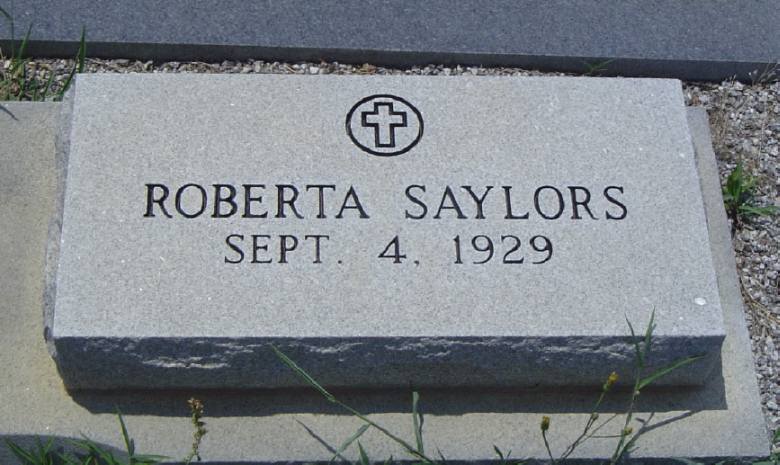 ROBERTA SAYLORS
SEPT. 4, 1929